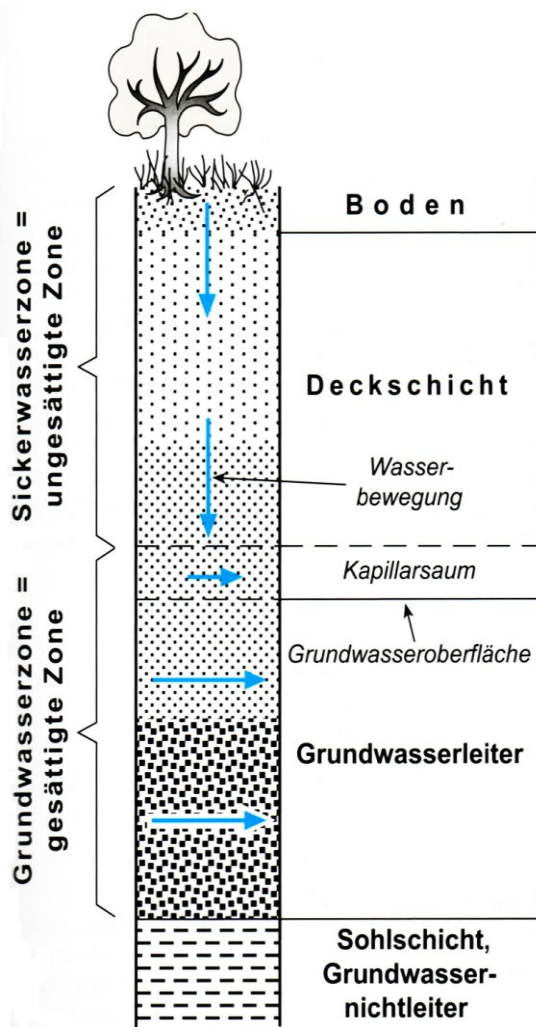 Sickerwasserzone =
ungesättigte Zone
Grundwasserzone =
gesättigte Zone
Boden
Deckschicht
Wasser-
bewegung
Kapillarsaum
Grundwasseroberfläche
Grundwasserleiter
Sohlschicht,
Grundwasser-
nichtleiter